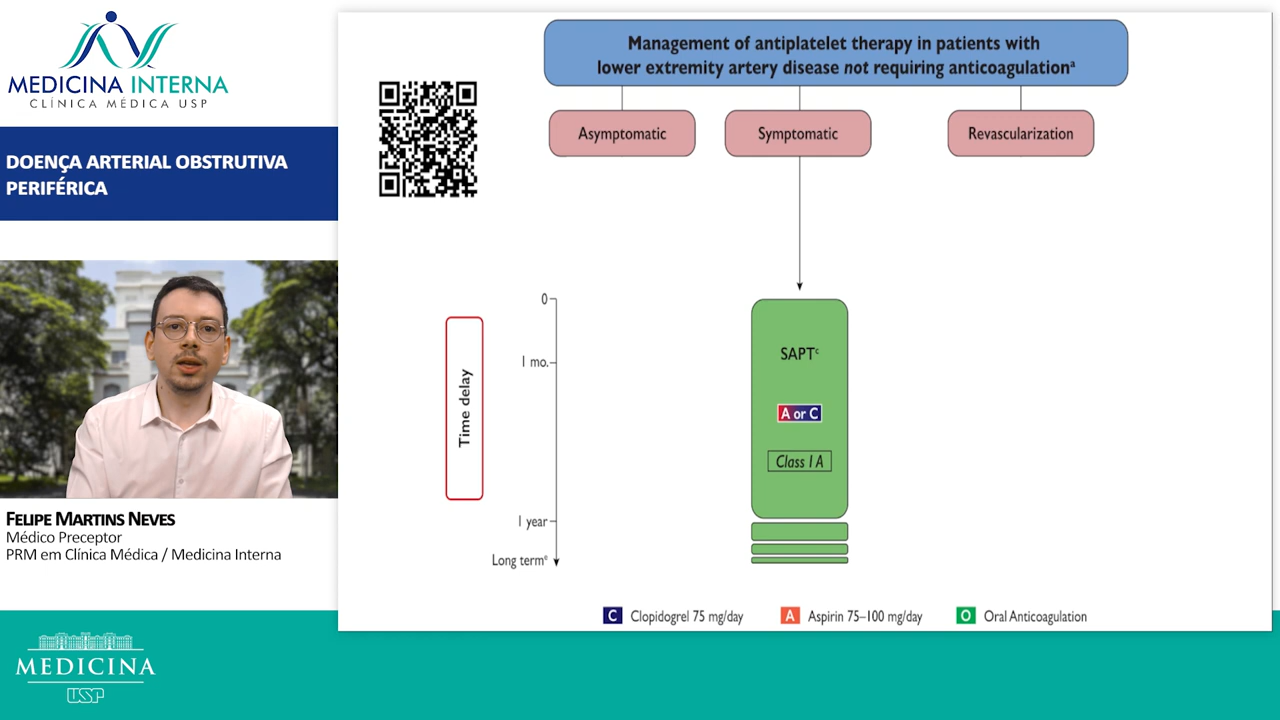 MEDICINA INTERNA
CLÍNICA MÉDICA USP
DOENÇA ARTERIAL OBSTRUTIVA
PERIFÉRICA
FELIPE MARTINS NEVES
Médico Preceptor
PRM em Clínica Médica / Medicina Interna
MEDICINA
USP
Management of antiplatelet therapy in patients with
lower extremity artery disease not requiring anticoagulationᵃ
Asymptomatic
Symptomatic
Revascularization
0
1 mo.
Time delay
1 year
Long termᵉ
SAPTᶜ
A or C
Class I A
C Clopidogrel 75 mg/day
A Aspirin 75–100 mg/day
O Oral Anticoagulation